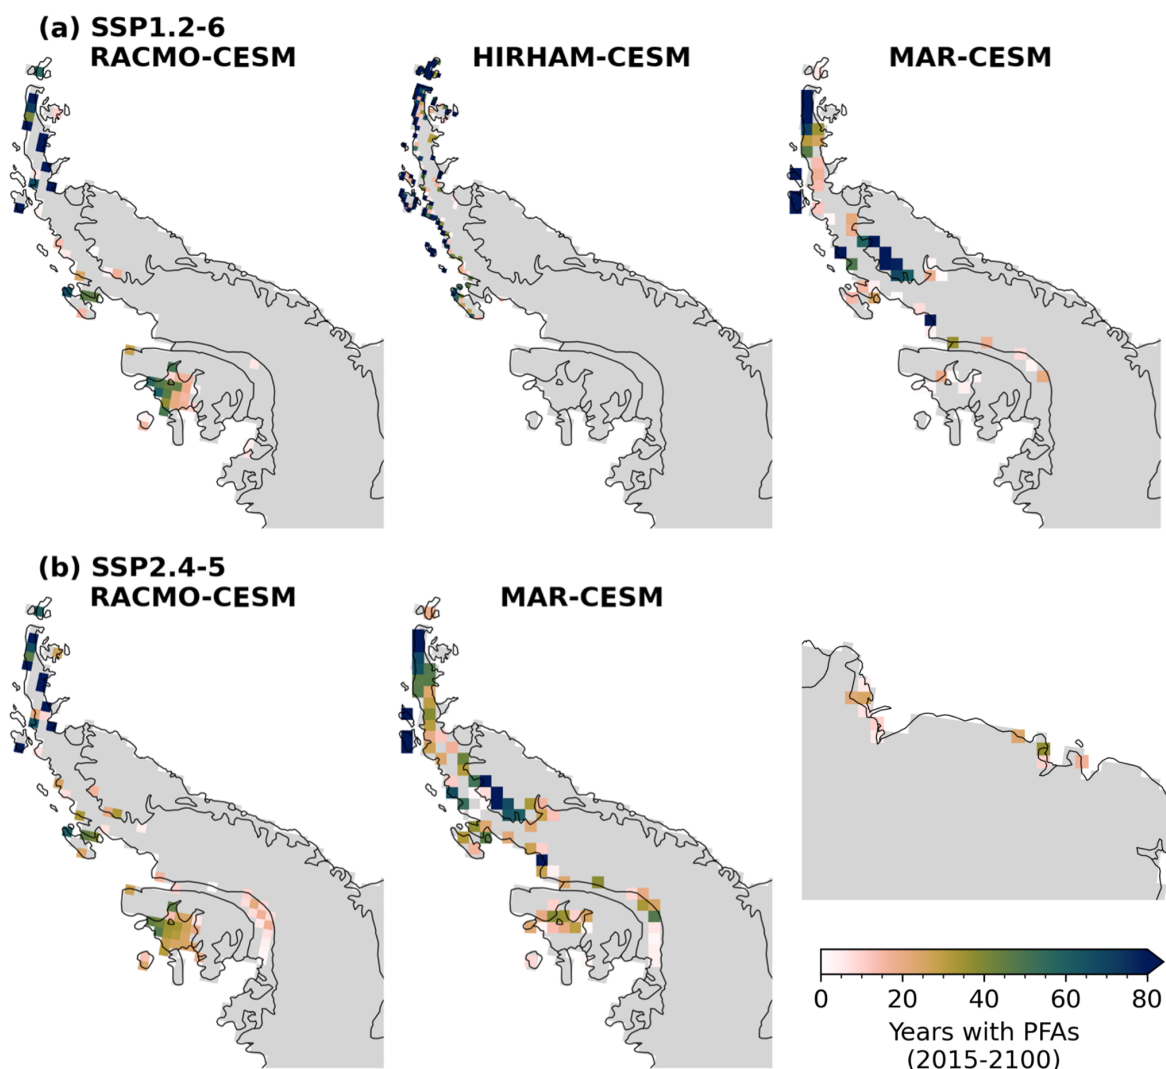 (a) SSP1.2-6
RACMO-CESM
HIRHAM-CESM
MAR-CESM
(b) SSP2.4-5
RACMO-CESM
MAR-CESM
0 20 40 60 80
Years with PFAs
(2015-2100)